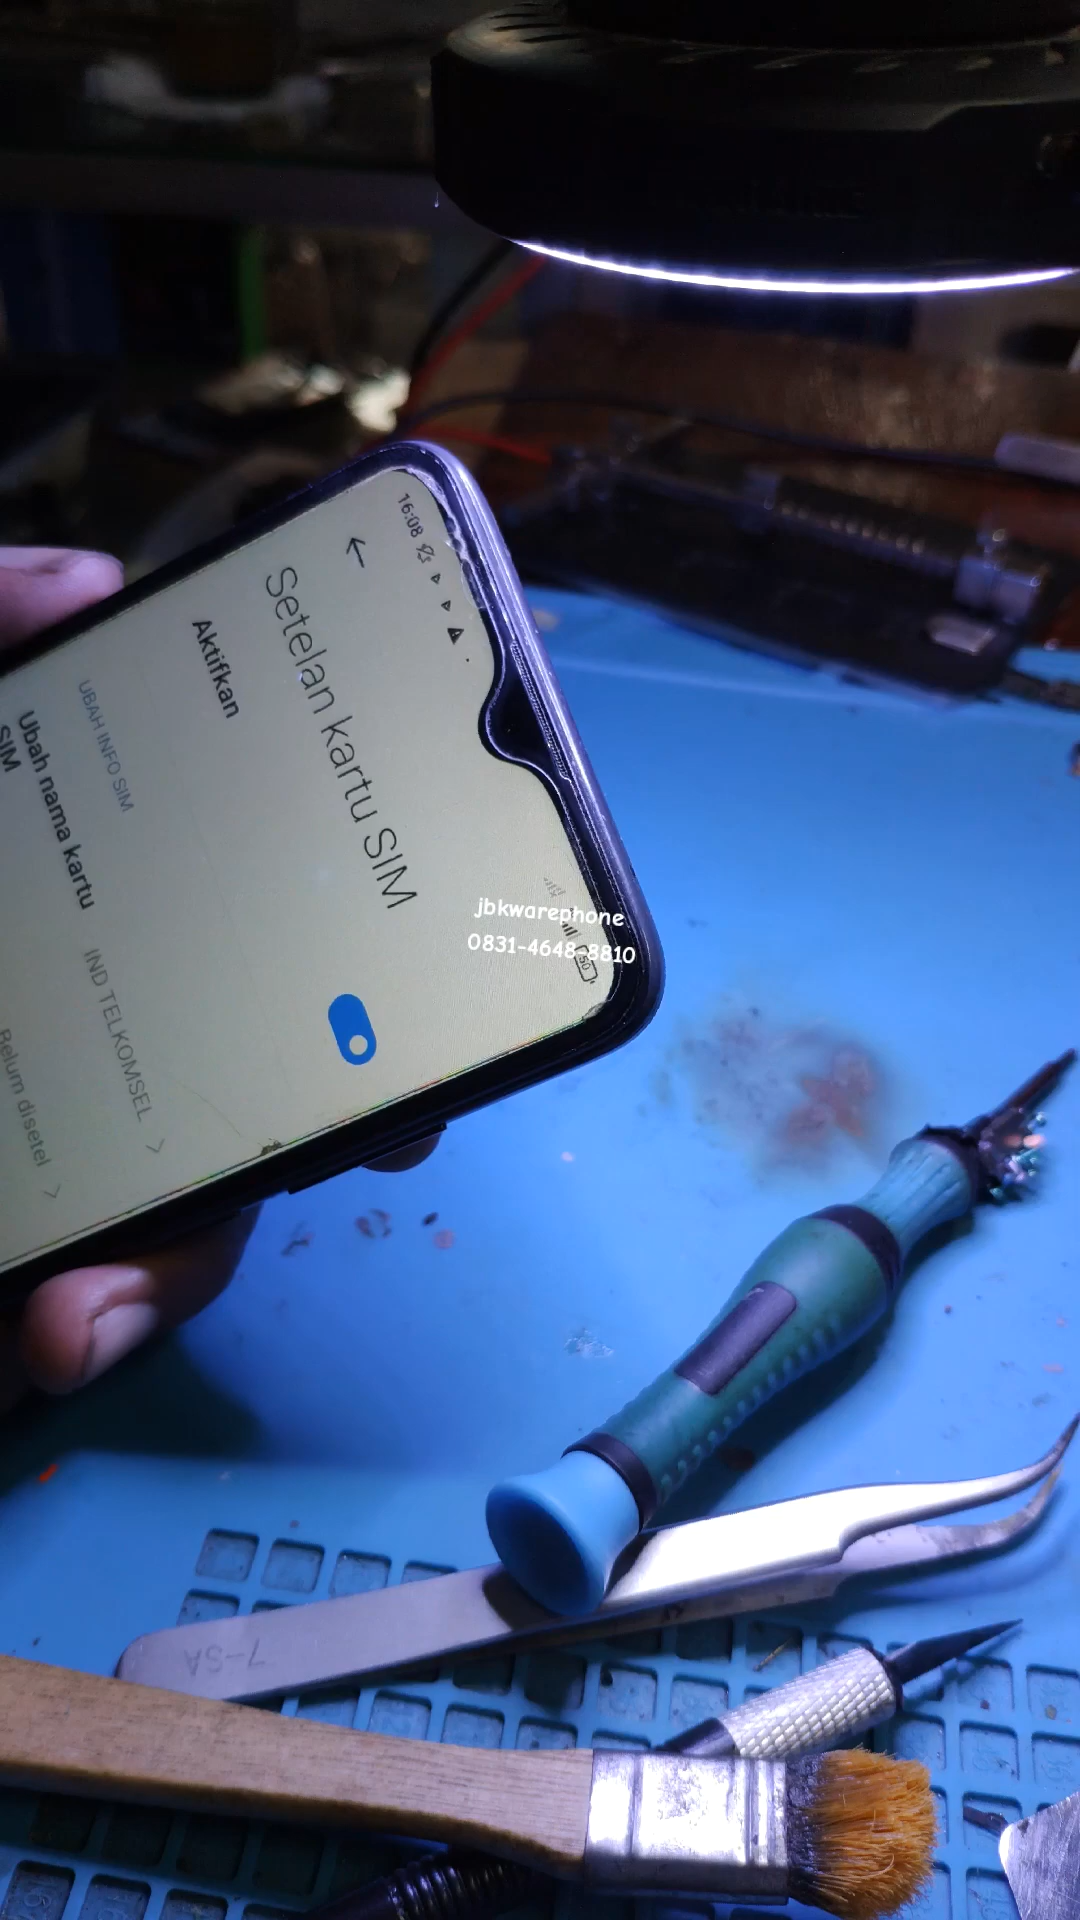 16:08
Setelan kartu SIM
Aktifkan
UBAH INFO SIM
Ubah nama kartu
SIM
IND TELKOMSEL
Belum disetel
50
jbkwarephone
0831-4648-8810
7-SA